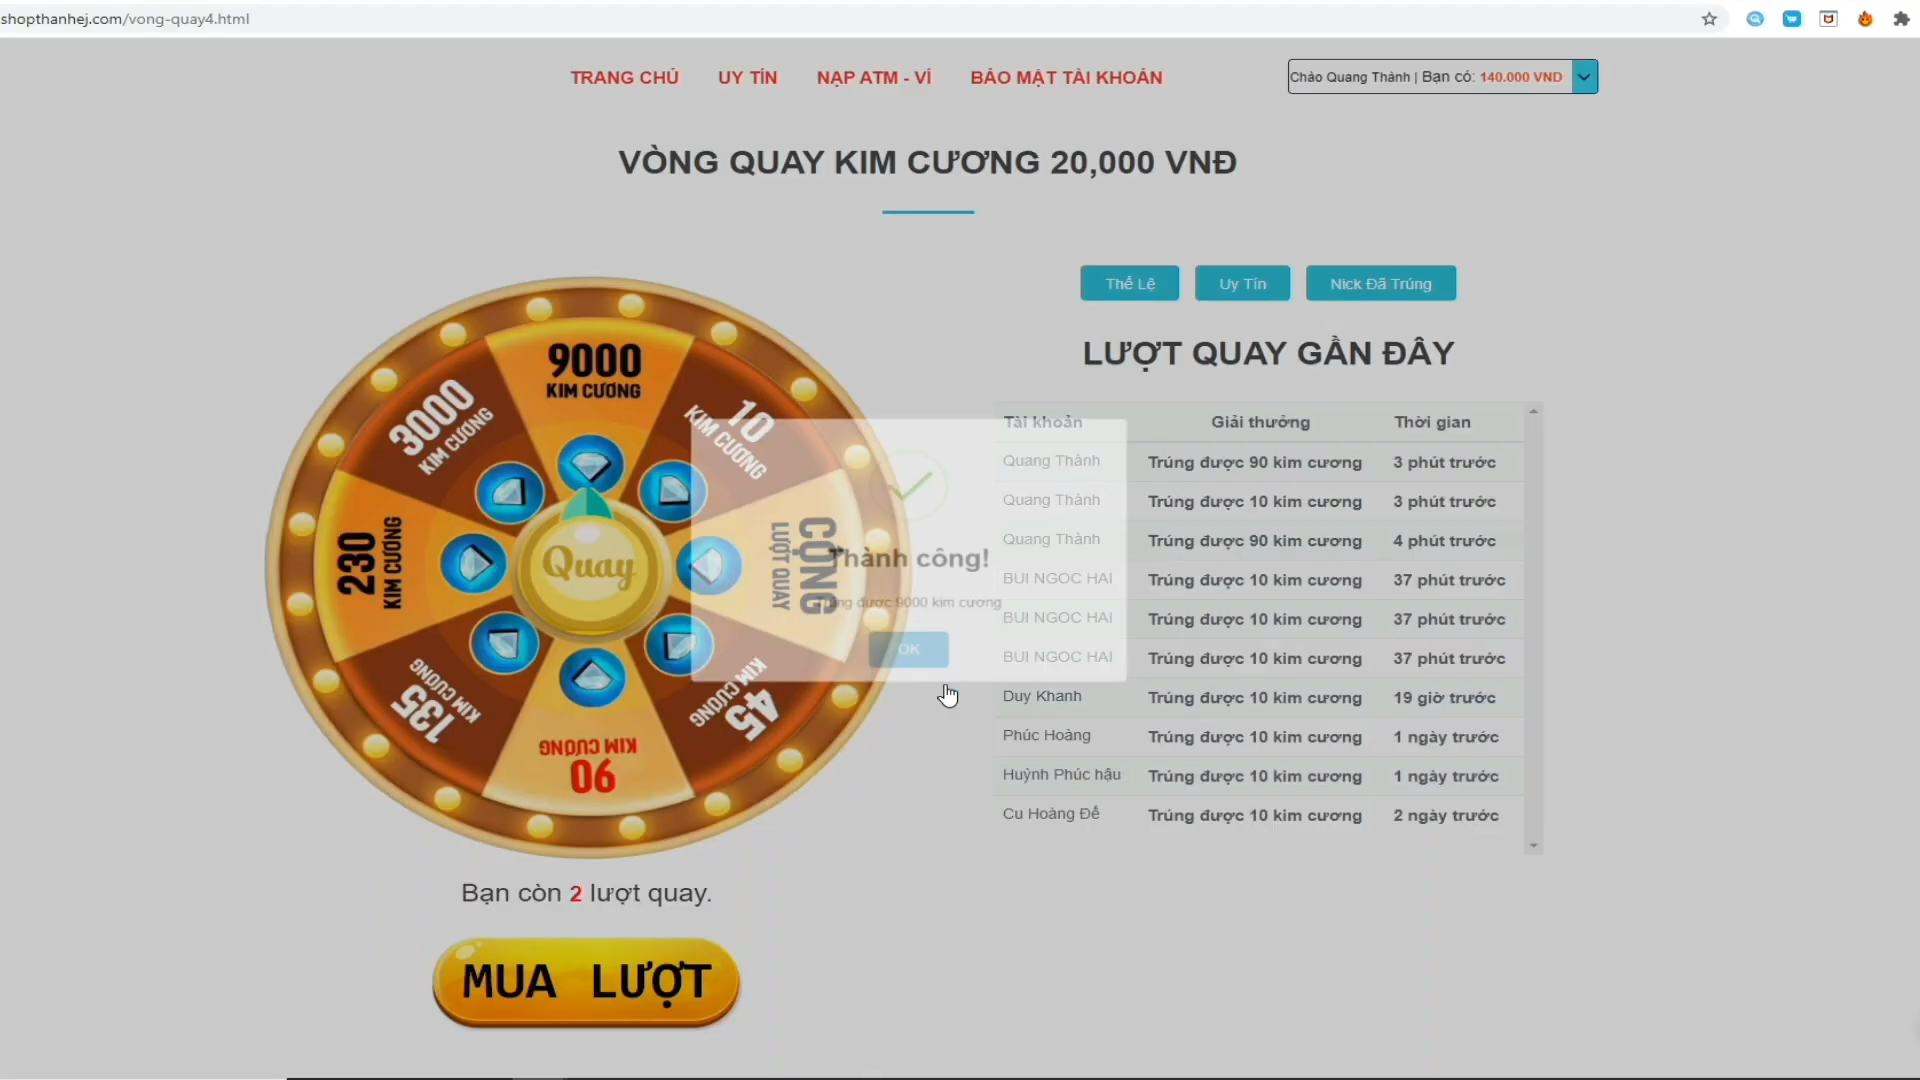 shopthanhej.com/vong-quay4.html
TRANG CHỦ UY TÍN NẠP ATM - VÍ BẢO MẬT TÀI KHOẢN
Chào Quang Thành | Bạn có: 140.000 VND
VÒNG QUAY KIM CƯƠNG 20,000 VNĐ
Thể Lệ Uy Tín Nick Đã Trúng
LƯỢT QUAY GẦN ĐÂY
Tài khoản Giải thưởng Thời gian
Quang Thành Trúng được 90 kim cương 3 phút trước
Quang Thành Trúng được 10 kim cương 3 phút trước
Quang Thành Trúng được 90 kim cương 4 phút trước
BUI NGOC HAI Trúng được 10 kim cương 37 phút trước
BUI NGOC HAI Trúng được 10 kim cương 37 phút trước
BUI NGOC HAI Trúng được 10 kim cương 37 phút trước
Duy Khanh Trúng được 10 kim cương 19 giờ trước
Phúc Hoàng Trúng được 10 kim cương 1 ngày trước
Huỳnh Phúc hậu Trúng được 10 kim cương 1 ngày trước
Cu Hoàng Đế Trúng được 10 kim cương 2 ngày trước
9000
KIM CƯƠNG
10
KIM CƯƠNG
CỘNG
LƯỢT QUAY
45
KIM CƯƠNG
90
KIM CƯƠNG
135
KIM CƯƠNG
230
KIM CƯƠNG
3000
KIM CƯƠNG
Quay
Thành công!
Trúng được 9000 kim cương
OK
Bạn còn 2 lượt quay.
MUA LƯỢT